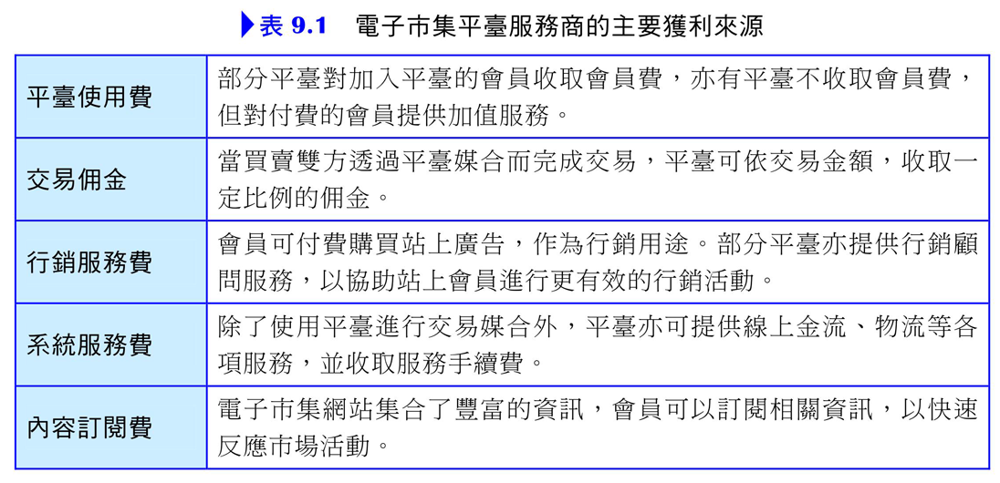 ▶表 9.1 電子市集平臺服務商的主要獲利來源
平臺使用費
部分平臺對加入平臺的會員收取會員費，亦有平臺不收取會員費，
但對付費的會員提供加值服務。
交易佣金
當買賣雙方透過平臺媒合而完成交易，平臺可依交易金額，收取一
定比例的佣金。
行銷服務費
會員可付費購買站上廣告，作為行銷用途。部分平臺亦提供行銷顧
問服務，以協助站上會員進行更有效的行銷活動。
系統服務費
除了使用平臺進行交易媒合外，平臺亦可提供線上金流、物流等各
項服務，並收取服務手續費。
內容訂閱費
電子市集網站集合了豐富的資訊，會員可以訂閱相關資訊，以快速
反應市場活動。